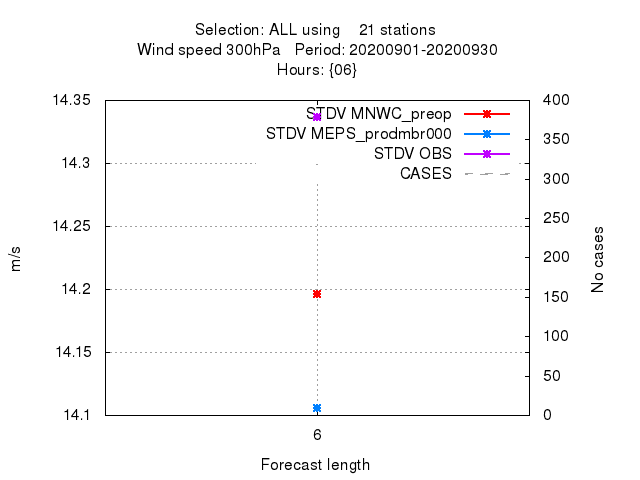 Selection: ALL using 21 stations
Wind speed 300hPa Period: 20200901-20200930
Hours: {06}
14.35
14.3
14.25
14.2
14.15
14.1
m/s
STDV MNWC_preop
STDV MEPS_prodmbr000
STDV OBS
CASES
400
350
300
250
200
150
100
50
0
No cases
6
Forecast length